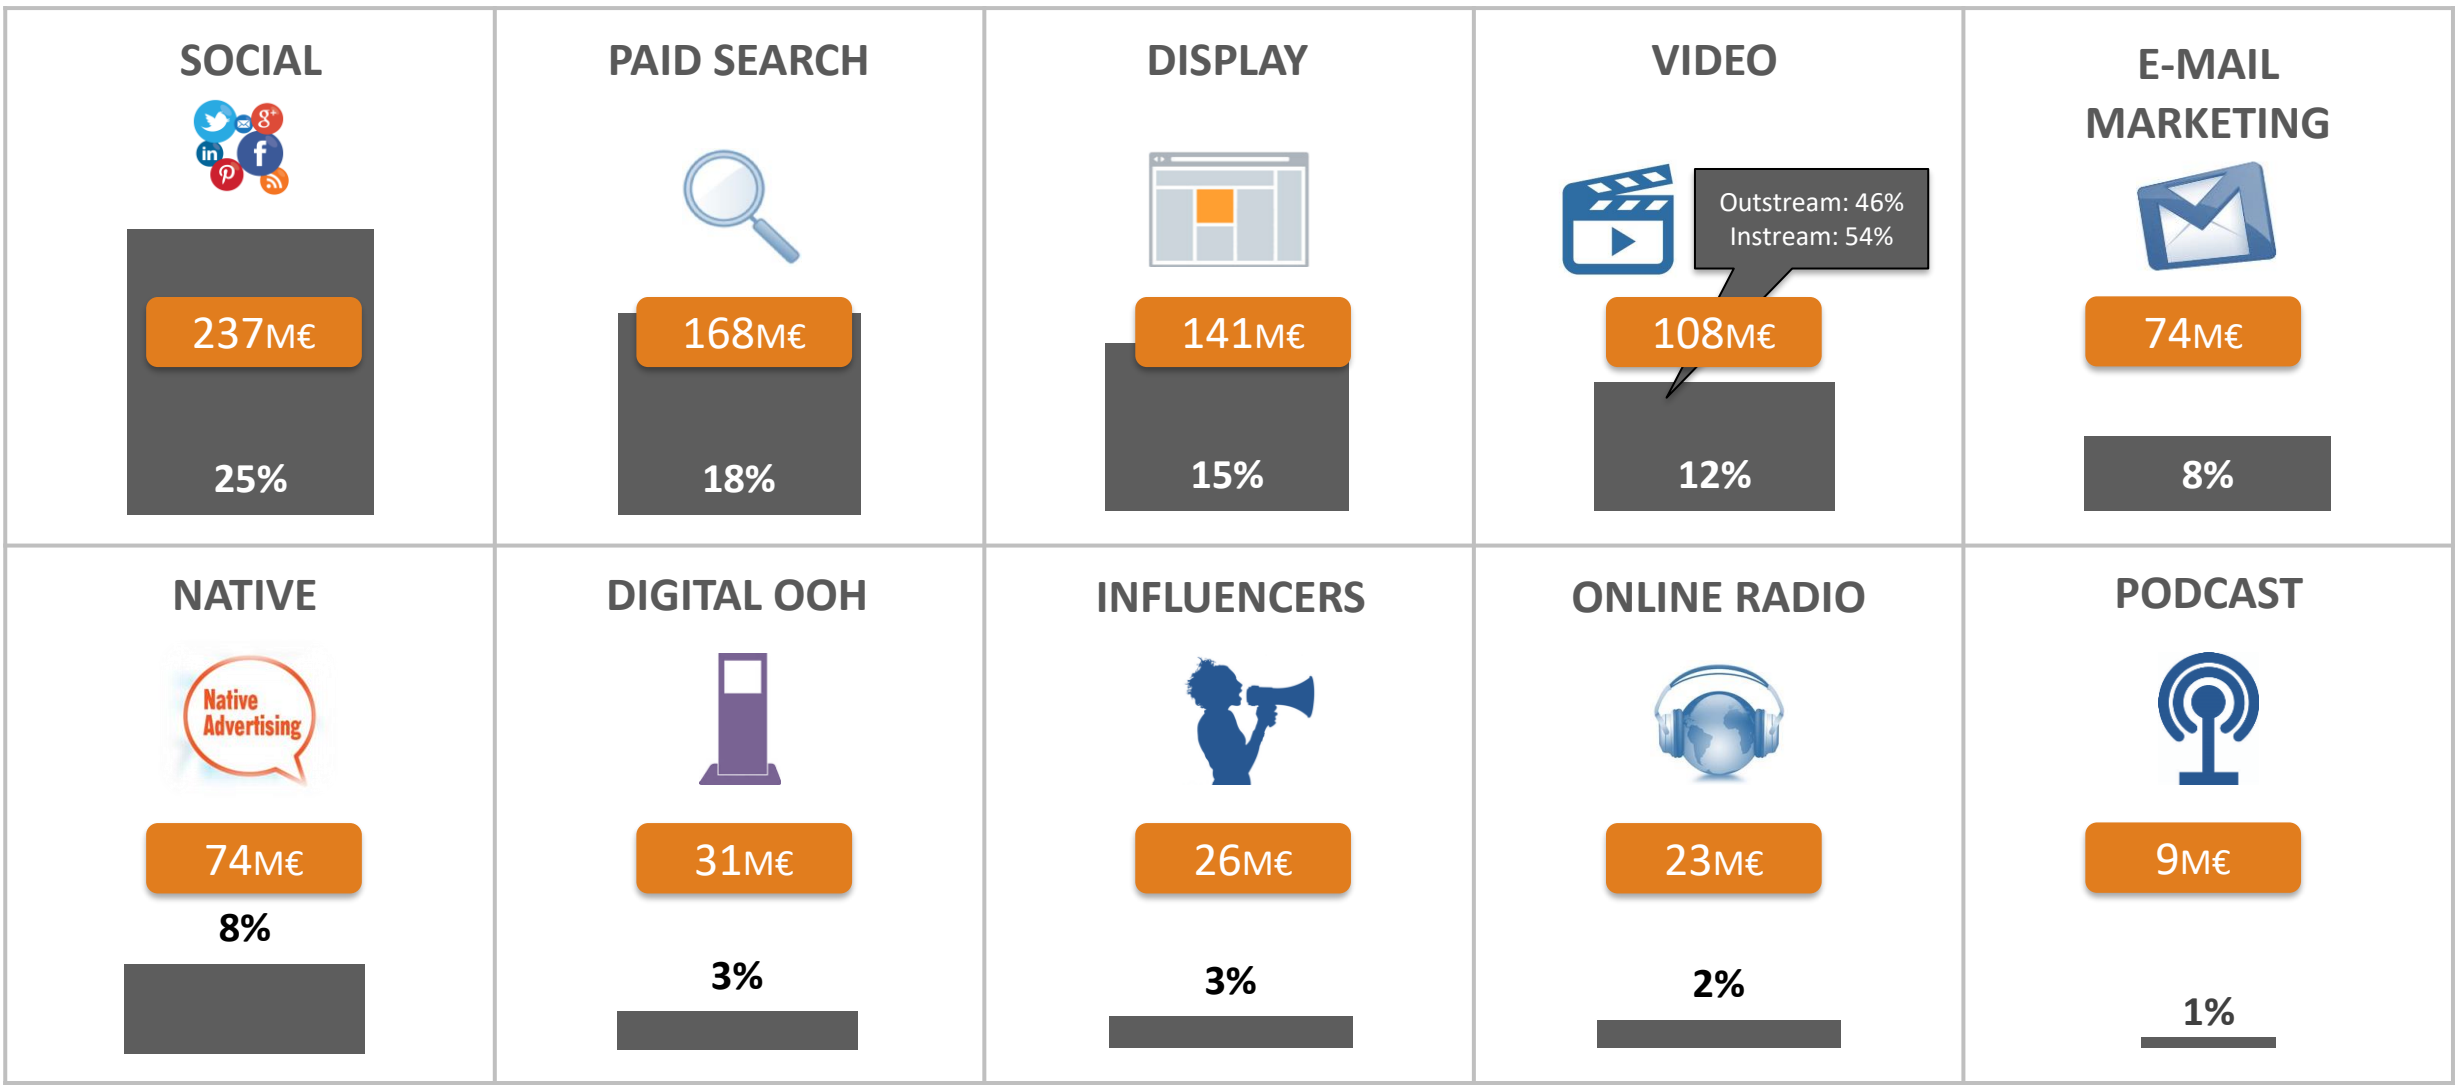 SOCIAL
237M€
25%
PAID SEARCH
168M€
18%
DISPLAY
141M€
15%
VIDEO
Outstream: 46%
Instream: 54%
108M€
12%
E-MAIL
MARKETING
74M€
8%
NATIVE
Native
Advertising
74M€
8%
DIGITAL OOH
31M€
3%
INFLUENCERS
26M€
3%
ONLINE RADIO
23M€
2%
PODCAST
9M€
1%